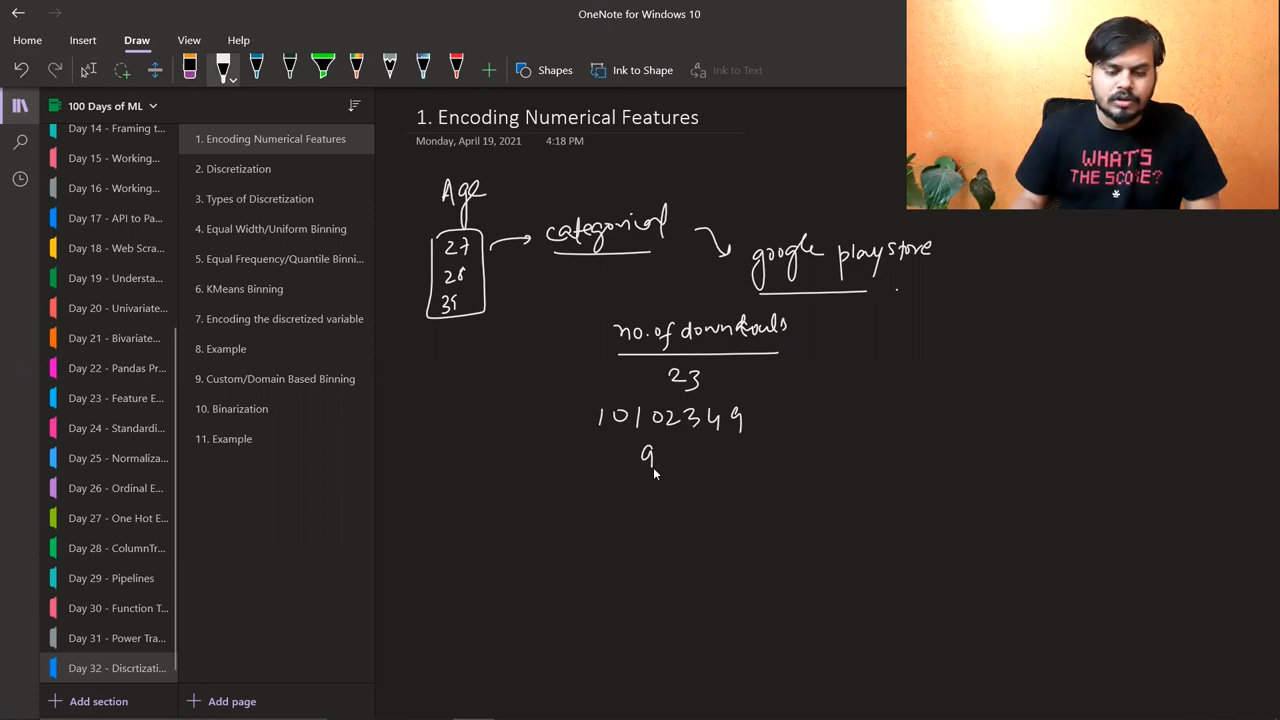 OneNote for Windows 10
Home Insert Draw View Help
Shapes Ink to Shape Ink to Text
100 Days of ML
Day 14 - Framing t...
Day 15 - Working...
Day 16 - Working...
Day 17 - API to Pa...
Day 18 - Web Scra...
Day 19 - Understa...
Day 20 - Univariate...
Day 21 - Bivariate...
Day 22 - Pandas Pr...
Day 23 - Feature E...
Day 24 - Standardi...
Day 25 - Normaliza...
Day 26 - Ordinal E...
Day 27 - One Hot E...
Day 28 - ColumnTr...
Day 29 - Pipelines
Day 30 - Function T...
Day 31 - Power Tra...
Day 32 - Discrtizati...
Add section
1. Encoding Numerical Features
2. Discretization
3. Types of Discretization
4. Equal Width/Uniform Binning
5. Equal Frequency/Quantile Binni...
6. KMeans Binning
7. Encoding the discretized variable
8. Example
9. Custom/Domain Based Binning
10. Binarization
11. Example
Add page
1. Encoding Numerical Features
Monday, April 19, 2021 4:18 PM
Age
27
categorical
google playstore
no. of downloads
23
10102349
9
WHAT'S
THE SCORE?